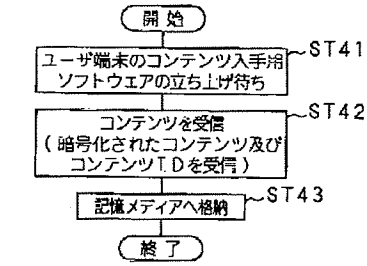 開始
ユーザ端末のコンテンツ入手用
ソフトウェアの立ち上げ待ち
ST41
コンテンツを受信
(暗号化されたコンテンツ及び
コンテンツIDを受信)
ST42
記憶メディアへ格納
ST43
終了